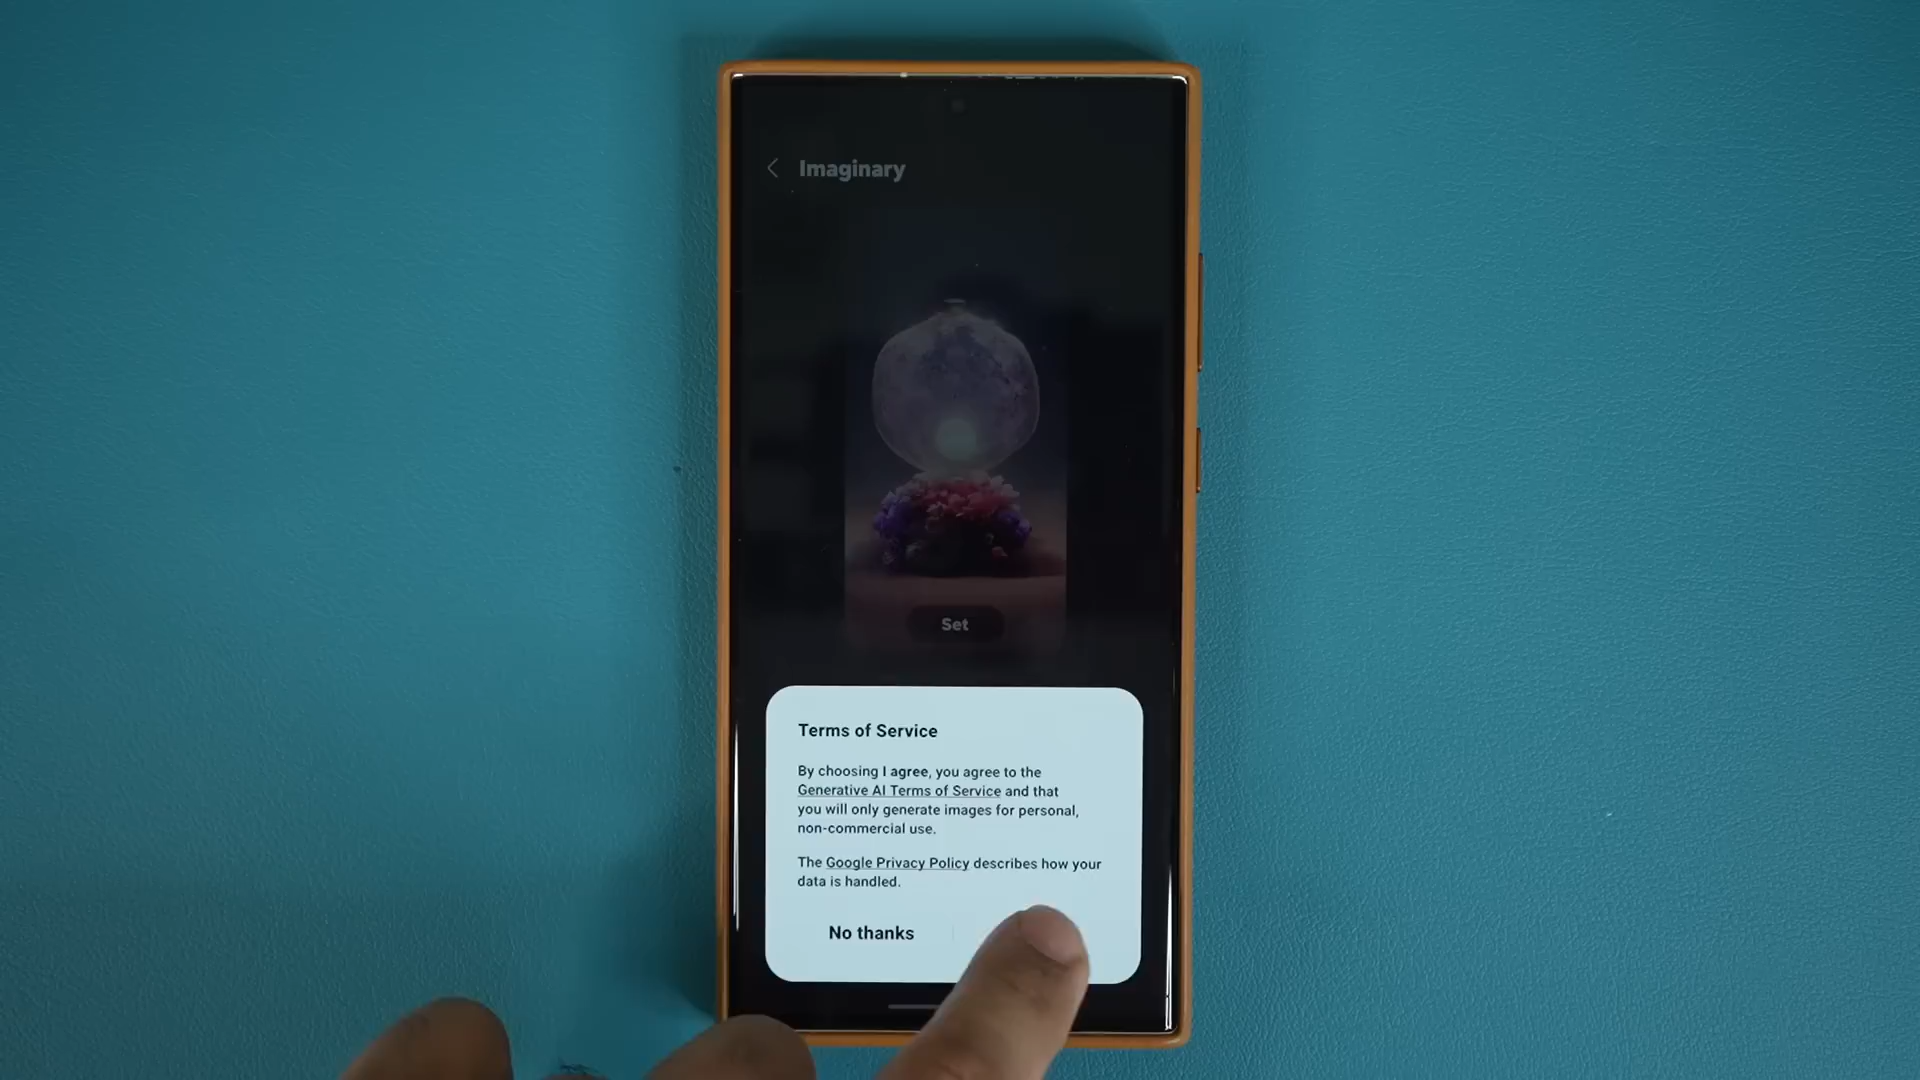 Imaginary
Set
Terms of Service
By choosing I agree, you agree to the
Generative AI Terms of Service and that
you will only generate images for personal,
non-commercial use.
The Google Privacy Policy describes how your
data is handled.
No thanks